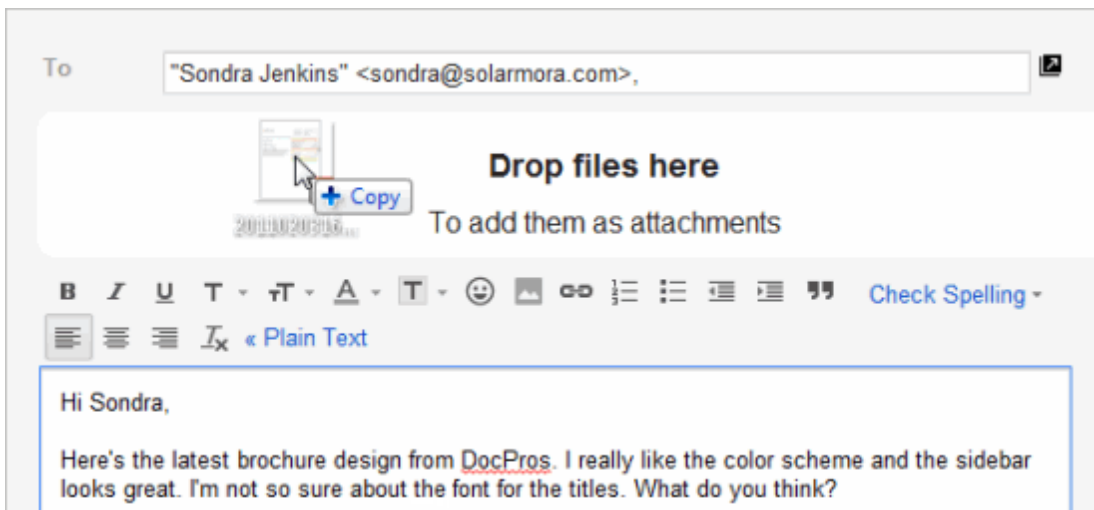 To "Sondra Jenkins" <sondra@solarmora.com>,
Drop files here
Copy
To add them as attachments
B I U T T A T Check Spelling
« Plain Text
Hi Sondra,
Here's the latest brochure design from DocPros. I really like the color scheme and the sidebar
looks great. I'm not so sure about the font for the titles. What do you think?